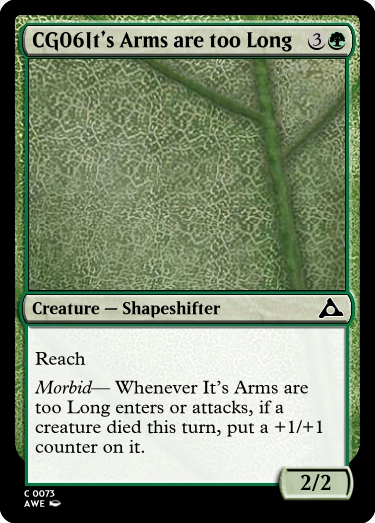 CG06It's Arms are too Long 3
Creature — Shapeshifter
Reach
Morbid— Whenever It's Arms are
too Long enters or attacks, if a
creature died this turn, put a +1/+1
counter on it.
2/2
C 0073
AWE